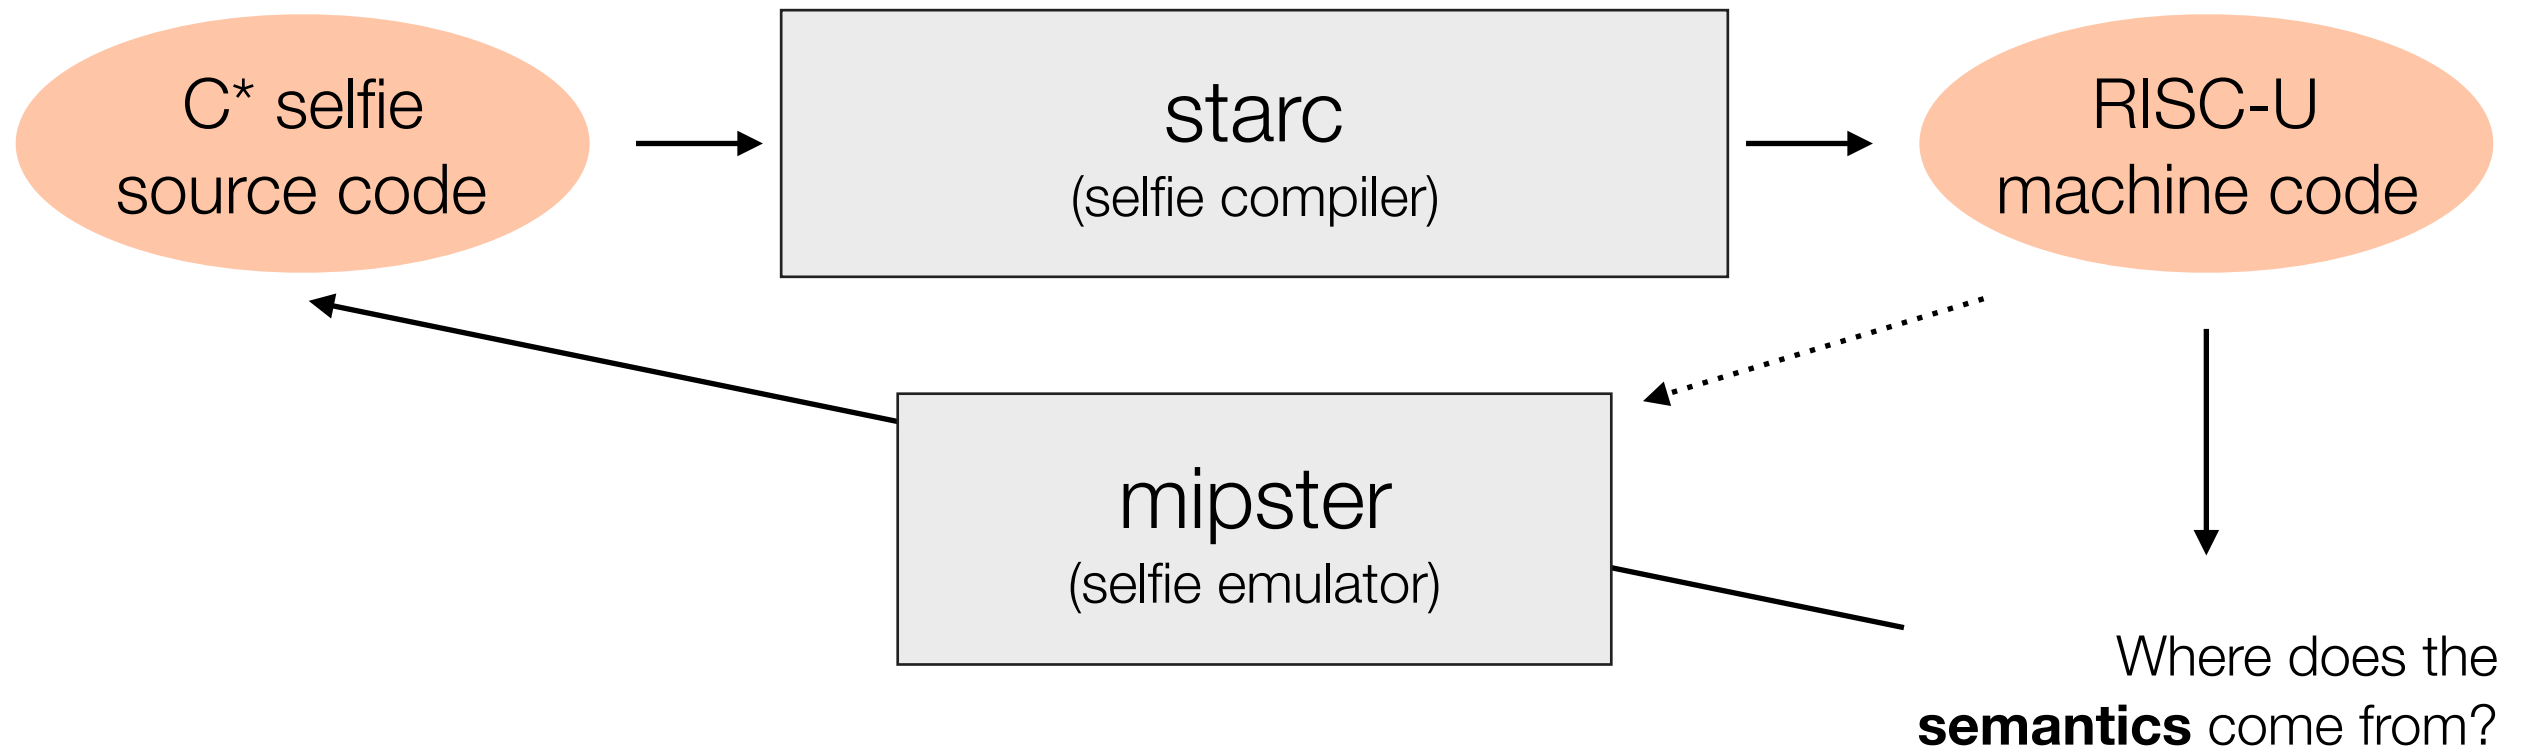 C* selfie
source code
starc
(selfie compiler)
RISC-U
machine code
mipster
(selfie emulator)
Where does the
semantics come from?